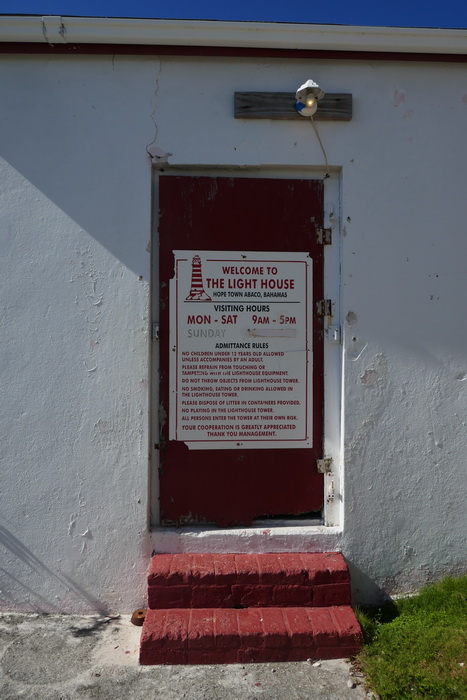 WELCOME TO
THE LIGHT HOUSE
HOPE TOWN ABACO, BAHAMAS
VISITING HOURS
MON - SAT 9AM - 5PM
SUNDAY
ADMITTANCE RULES
NO CHILDREN UNDER 12 YEARS OLD ALLOWED
UNLESS ACCOMPANIES BY AN ADULT.
PLEASE REFRAIN FROM TOUCHING OR
TAMPERING WITH THE LIGHTHOUSE EQUIPMENT.
DO NOT THROW OBJECTS FROM LIGHTHOUSE TOWER.
NO SMOKING, EATING OR DRINKING ALLOWED IN
THE LIGHTHOUSE TOWER.
PLEASE DISPOSE OF LITTER IN CONTAINERS PROVIDED.
NO PLAYING IN THE LIGHTHOUSE TOWER.
ALL PERSONS ENTER THE TOWER AT THEIR OWN RISK.
YOUR COOPERATION IS GREATLY APPRECIATED
THANK YOU MANAGEMENT.